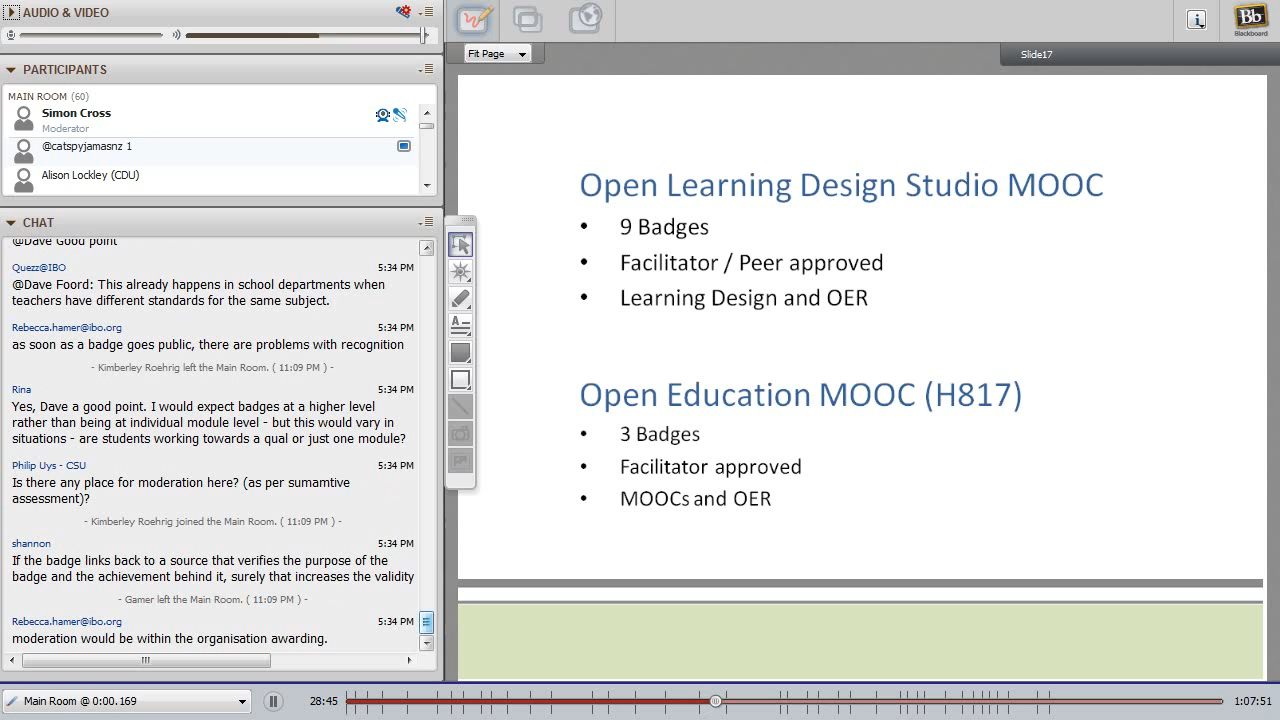 AUDIO & VIDEO
PARTICIPANTS
MAIN ROOM (60)
Simon Cross
Moderator
@catspyjamasnz 1
Alison Lockley (CDU)
CHAT
@Dave Good point
Quezz@IBO 5:34 PM
@Dave Foord: This already happens in school departments when
teachers have different standards for the same subject.
Rebecca.hamer@ibo.org 5:34 PM
as soon as a badge goes public, there are problems with recognition
- Kimberley Roehrig left the Main Room. ( 11:09 PM ) -
Rina 5:34 PM
Yes, Dave a good point. I would expect badges at a higher level
rather than being at individual module level - but this would vary in
situations - are students working towards a qual or just one module?
Philip Uys - CSU 5:34 PM
Is there any place for moderation here? (as per sumamtive
assessment)?
- Kimberley Roehrig joined the Main Room. ( 11:09 PM ) -
shannon 5:34 PM
If the badge links back to a source that verifies the purpose of the
badge and the achievement behind it, surely that increases the validity
- Gamer left the Main Room. ( 11:09 PM ) -
Rebecca.hamer@ibo.org 5:34 PM
moderation would be within the organisation awarding.
Fit Page
Slide17
Bb
Blackboard
Open Learning Design Studio MOOC
• 9 Badges
• Facilitator / Peer approved
• Learning Design and OER
Open Education MOOC (H817)
• 3 Badges
• Facilitator approved
• MOOCs and OER
Main Room @ 0:00.169
28:45
1:07:51